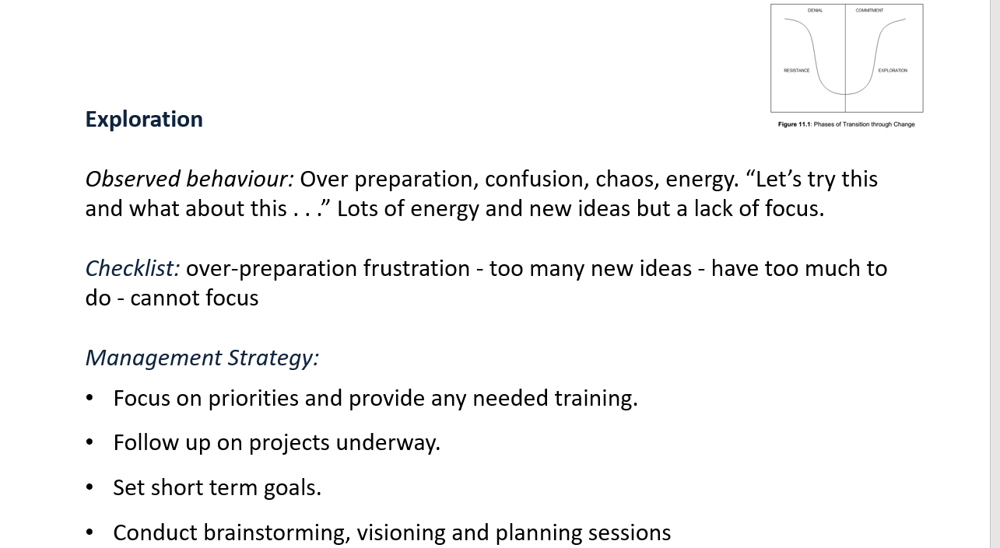 DENIAL COMMITMENT
RESISTANCE EXPLORATION
Figure 11.1: Phases of Transition through Change
Exploration
Observed behaviour: Over preparation, confusion, chaos, energy. “Let’s try this
and what about this . . .” Lots of energy and new ideas but a lack of focus.
Checklist: over-preparation frustration - too many new ideas - have too much to
do - cannot focus
Management Strategy:
• Focus on priorities and provide any needed training.
• Follow up on projects underway.
• Set short term goals.
• Conduct brainstorming, visioning and planning sessions